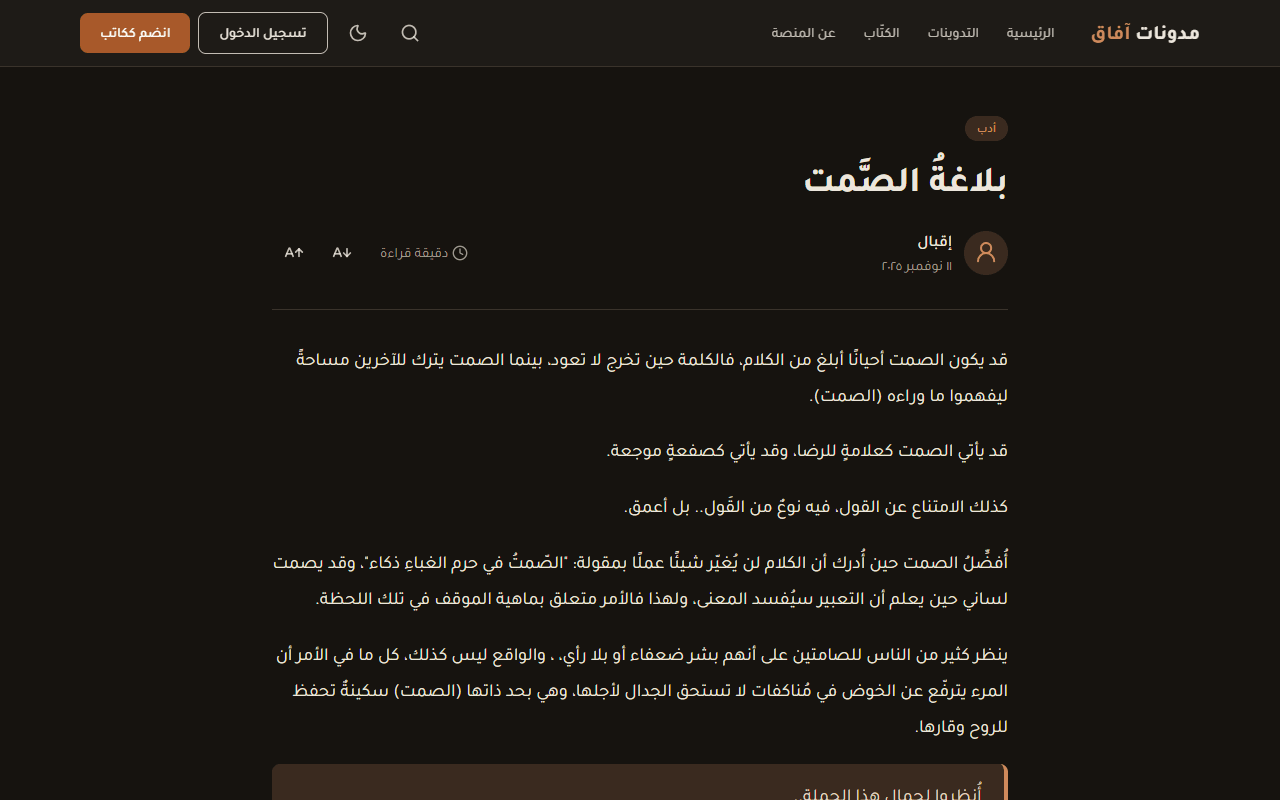 مدونات آفاق
الرئيسية
التدوينات
الكتّاب
عن المنصة
تسجيل الدخول
انضم ككاتب
أدب
بلاغةُ الصَّمت
إقبال
١١ نوفمبر ٢٠٢٥
دقيقة قراءة
A↓
A↑
قد يكون الصمت أحيانًا أبلغ من الكلام، فالكلمة حين تخرج لا تعود، بينما الصمت يترك للآخرين مساحةً
ليفهموا ما وراءه (الصمت).
قد يأتي الصمت كعلامةٍ للرضا، وقد يأتي كصفعةٍ موجعة.
كذلك الامتناع عن القول، فيه نوعٌ من القَول.. بل أعمق.
أُفضِّلُ الصمت حين أُدرك أن الكلام لن يُغيّر شيئًا عملًا بمقولة: "الصّمتُ في حرم الغباءِ ذكاء"، وقد يصمت
لساني حين يعلم أن التعبير سيُفسد المعنى، ولهذا فالأمر متعلق بماهية الموقف في تلك اللحظة.
ينظر كثير من الناس للصامتين على أنهم بشر ضعفاء أو بلا رأي، ، والواقع ليس كذلك، كل ما في الأمر أن
المرء يترفّع عن الخوض في مُناكفات لا تستحق الجدال لأجلها، وهي بحد ذاتها (الصمت) سكينةٌ تحفظ
للروح وقارها.
أُنظروا لجمال هذا الجملة..